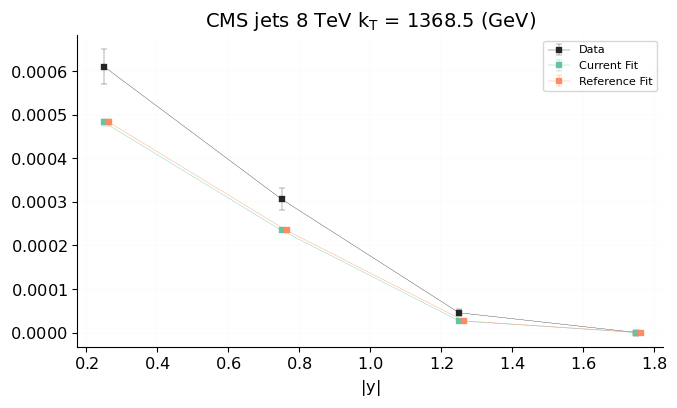 CMS jets 8 TeV k_T = 1368.5 (GeV)
Data
Current Fit
Reference Fit
0.0006
0.0005
0.0004
0.0003
0.0002
0.0001
0.0000
0.2 0.4 0.6 0.8 1.0 1.2 1.4 1.6 1.8
|y|